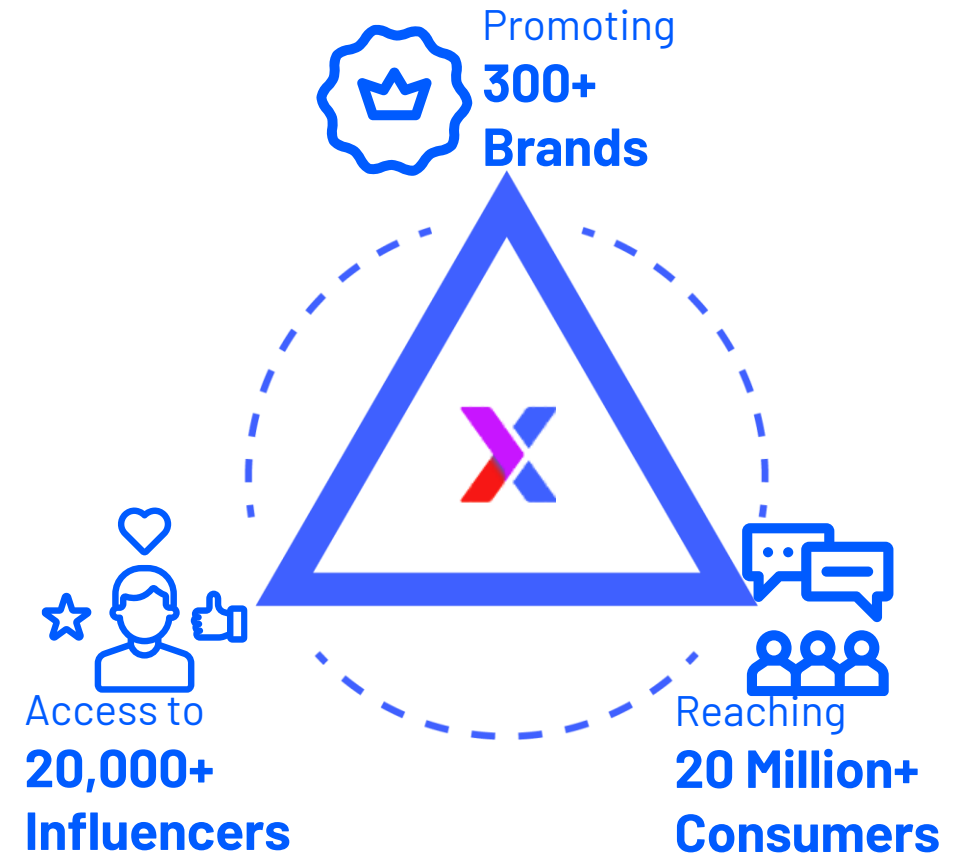 Promoting
300+
Brands
Access to
20,000+
Influencers
Reaching
20 Million+
Consumers